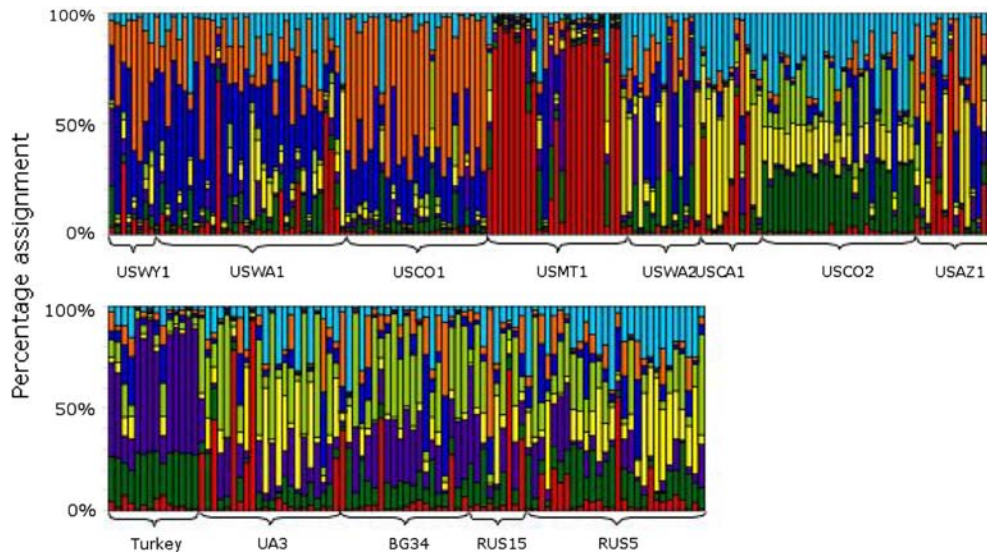 Percentage assignment
100%
50%
0%
USWY1 USWA1 USCO1 USMT1 USWA2 USCA1 USCO2 USAZ1
100%
50%
0%
Turkey UA3 BG34 RUS15 RUS5